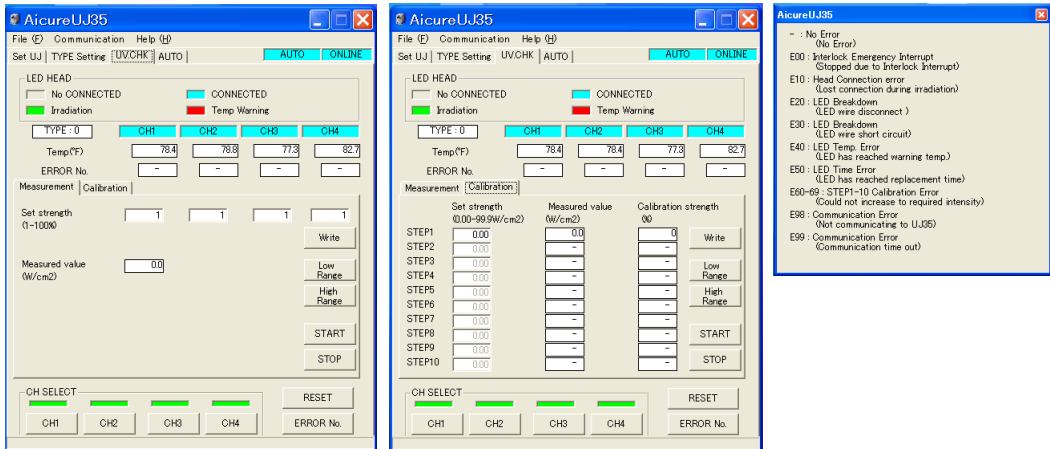 AicureUJ35
File (F) Communication Help (H)
Set UJ TYPE Setting UV.CHK AUTO AUTO ONLINE
LED HEAD
No CONNECTED CONNECTED
Irradiation Temp Warning
TYPE : 0 CH1 CH2 CH3 CH4
Temp(°F) 78.4 78.8 77.3 82.7
ERROR No. - - - -
Measurement Calibration
Set strength 1 1 1 1
(1-100%)
Write
Measured value 0.0
(W/cm2)
Low
Range
High
Range
START
STOP
CH SELECT
RESET
CH1 CH2 CH3 CH4 ERROR No.
AicureUJ35
File (F) Communication Help (H)
Set UJ TYPE Setting UV.CHK AUTO AUTO ONLINE
LED HEAD
No CONNECTED CONNECTED
Irradiation Temp Warning
TYPE : 0 CH1 CH2 CH3 CH4
Temp(°F) 78.4 78.4 77.3 82.7
ERROR No. - - - -
Measurement Calibration
Set strength Measured value Calibration strength
(0.00-99.9W/cm2) (W/cm2) (%)
STEP1 0.00 0.0 0
STEP2 0.00 - -
STEP3 0.00 - -
STEP4 0.00 - -
STEP5 0.00 - -
STEP6 0.00 - -
STEP7 0.00 - -
STEP8 0.00 - -
STEP9 0.00 - -
STEP10 0.00 - -
Write
Low
Range
High
Range
START
STOP
CH SELECT
RESET
CH1 CH2 CH3 CH4 ERROR No.
AicureUJ35
- : No Error
(No Error)
E00 : Interlock Emergency Interrupt
(Stopped due to Interlock Interrupt)
E10 : Head Connection error
(Lost connection during irradiation)
E20 : LED Breakdown
(LED wire disconnect )
E30 : LED Breakdown
(LED wire short circuit)
E40 : LED Temp. Error
(LED has reached warning temp.)
E50 : LED Time Error
(LED has reached replacement time)
E60-69 : STEP1-10 Calibration Error
(Could not increase to required intensity)
E98 : Communication Error
(Not communicating to UJ35)
E99 : Communication Error
(Communication time out)